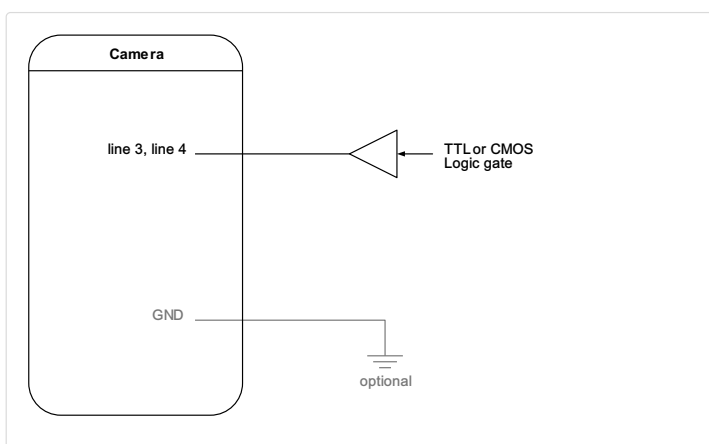 Camera
line 3, line 4
TTL or CMOS
Logic gate
GND
optional